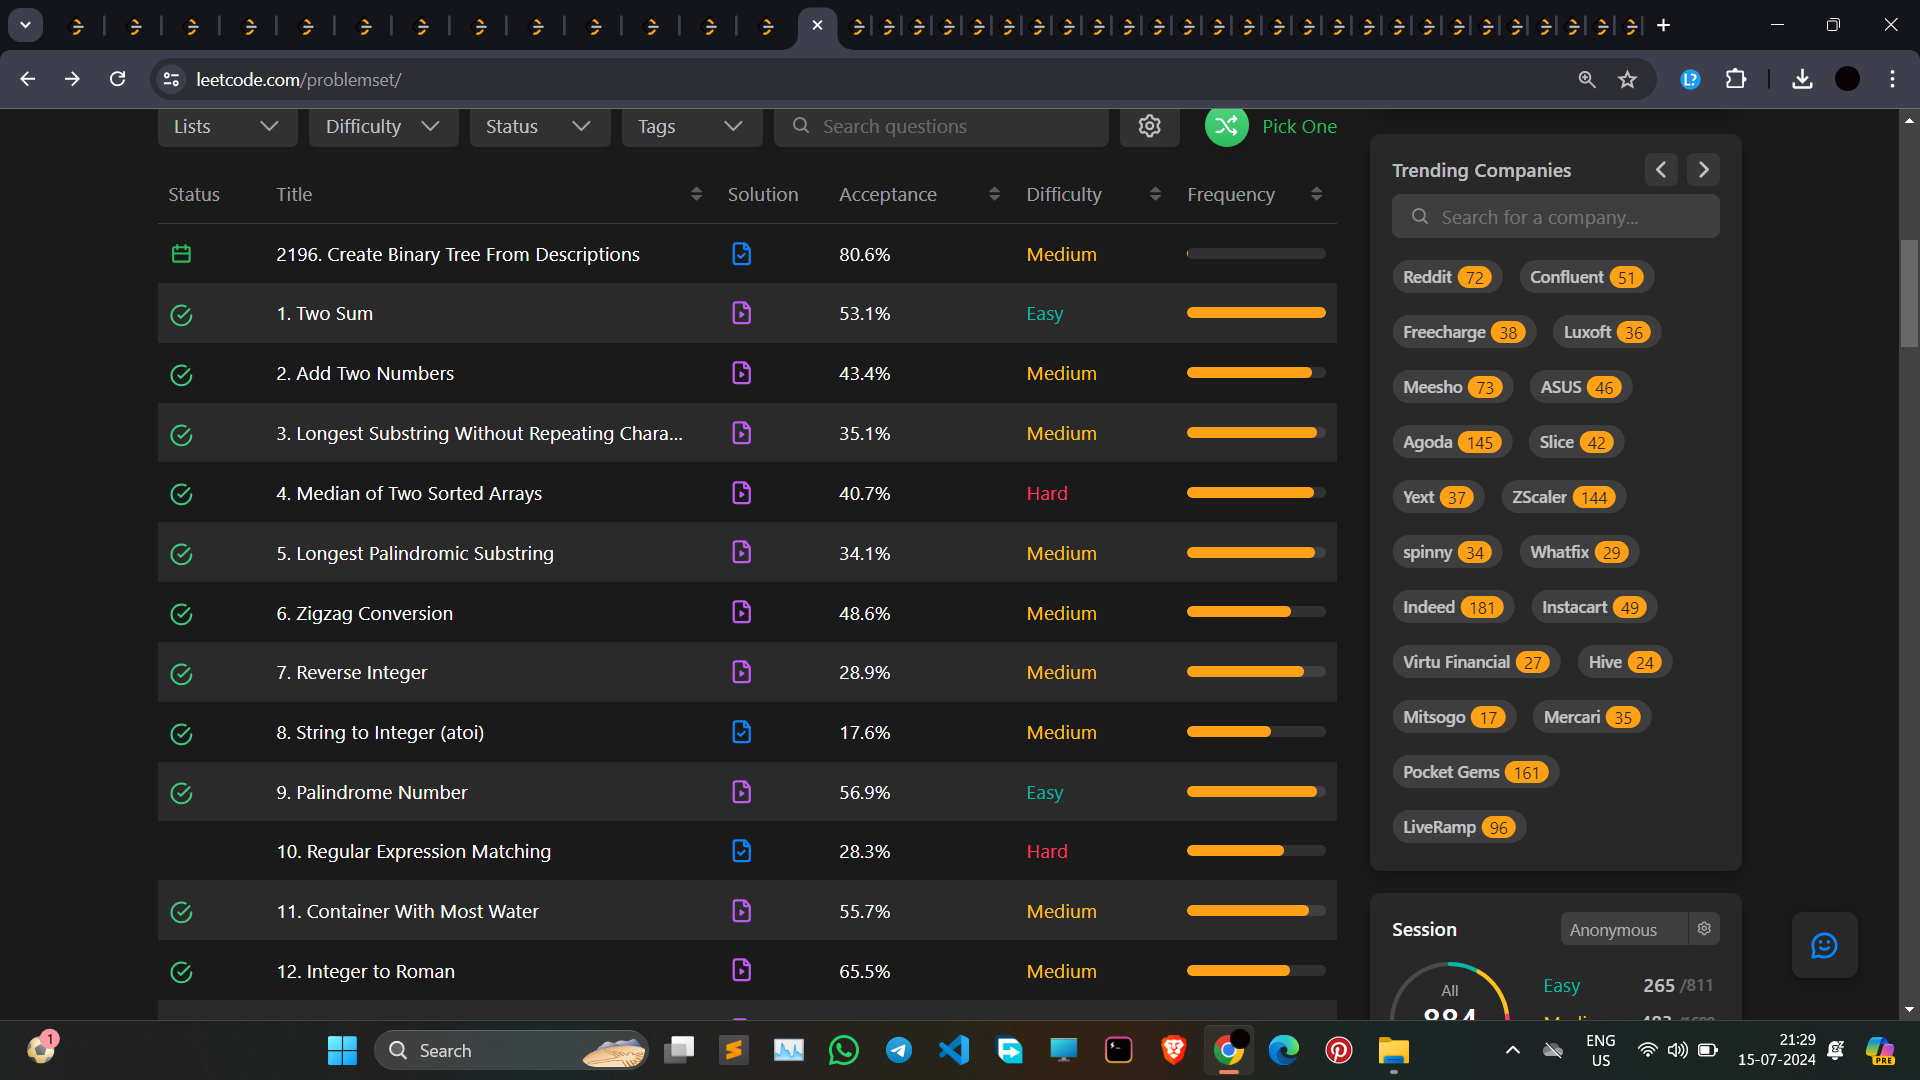 leetcode.com/problemset/
Lists Difficulty Status Tags Search questions Pick One
Status Title Solution Acceptance Difficulty Frequency
2196. Create Binary Tree From Descriptions 80.6% Medium
1. Two Sum 53.1% Easy
2. Add Two Numbers 43.4% Medium
3. Longest Substring Without Repeating Chara... 35.1% Medium
4. Median of Two Sorted Arrays 40.7% Hard
5. Longest Palindromic Substring 34.1% Medium
6. Zigzag Conversion 48.6% Medium
7. Reverse Integer 28.9% Medium
8. String to Integer (atoi) 17.6% Medium
9. Palindrome Number 56.9% Easy
10. Regular Expression Matching 28.3% Hard
11. Container With Most Water 55.7% Medium
12. Integer to Roman 65.5% Medium
Trending Companies
Search for a company...
Reddit 72 Confluent 51
Freecharge 38 Luxoft 36
Meesho 73 ASUS 46
Agoda 145 Slice 42
Yext 37 ZScaler 144
spinny 34 Whatfix 29
Indeed 181 Instacart 49
Virtu Financial 27 Hive 24
Mitsogo 17 Mercari 35
Pocket Gems 161
LiveRamp 96
Session Anonymous
All
884
Easy 265 /811
1
Search
ENG
US
21:29
15-07-2024
PRE